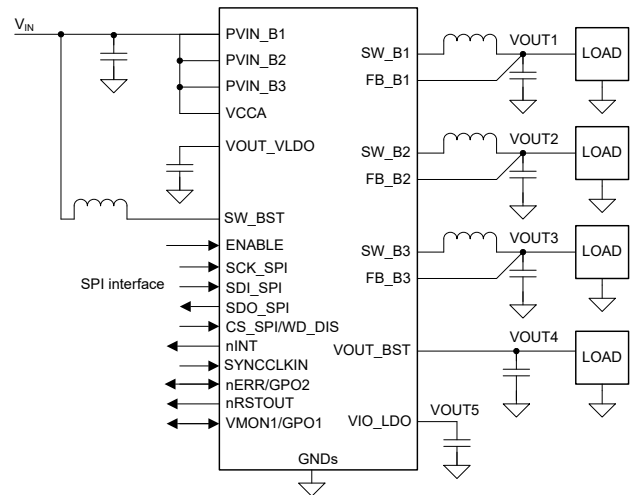 VIN
PVIN_B1
PVIN_B2
PVIN_B3
VCCA
VOUT_VLDO
SW_BST
ENABLE
SCK_SPI
SPI interface
SDI_SPI
SDO_SPI
CS_SPI/WD_DIS
nINT
SYNCCLKIN
nERR/GPO2
nRSTOUT
VMON1/GPO1
GNDs
SW_B1
VOUT1
LOAD
FB_B1
SW_B2
VOUT2
LOAD
FB_B2
SW_B3
VOUT3
LOAD
FB_B3
VOUT_BST
VOUT4
LOAD
VIO_LDO
VOUT5